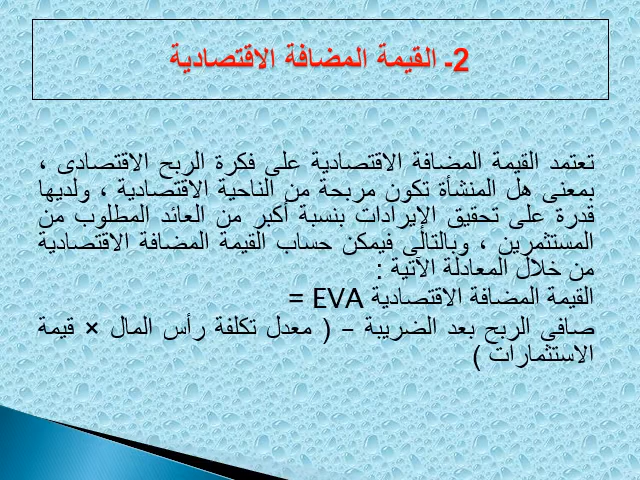 2- القيمة المضافة الاقتصادية
تعتمد القيمة المضافة الاقتصادية على فكرة الربح الاقتصادى ،
بمعنى هل المنشأة تكون مربحة من الناحية الاقتصادية ، ولديها
قدرة على تحقيق الإيرادات بنسبة أكبر من العائد المطلوب من
المستثمرين ، وبالتالي فيمكن حساب القيمة المضافة الاقتصادية
من خلال المعادلة الآتية :
القيمة المضافة الاقتصادية EVA =
صافى الربح بعد الضريبة – ( معدل تكلفة رأس المال × قيمة
الاستثمارات )